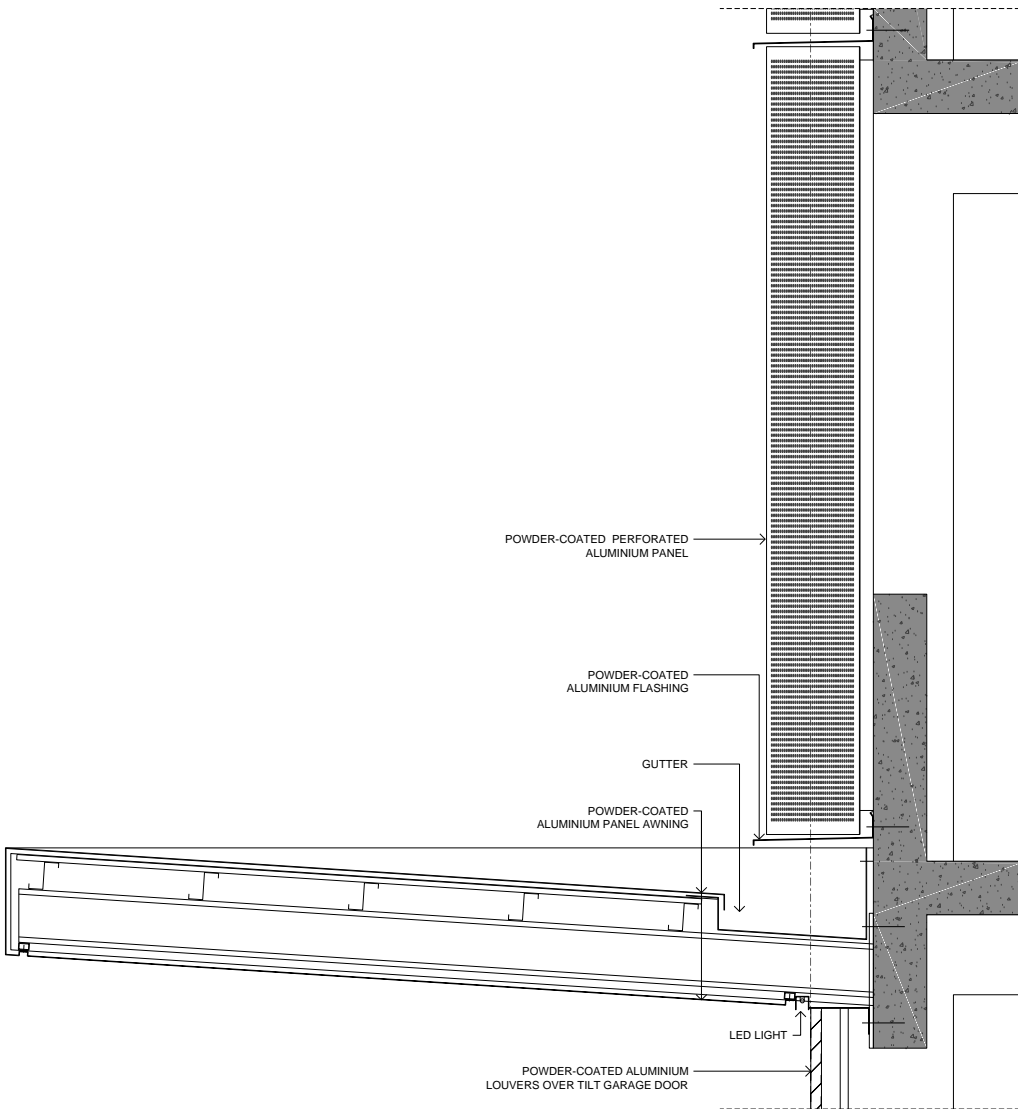 POWDER-COATED PERFORATED
ALUMINIUM PANEL
POWDER-COATED
ALUMINIUM FLASHING
GUTTER
POWDER-COATED
ALUMINIUM PANEL AWNING
LED LIGHT
POWDER-COATED ALUMINIUM
LOUVERS OVER TILT GARAGE DOOR